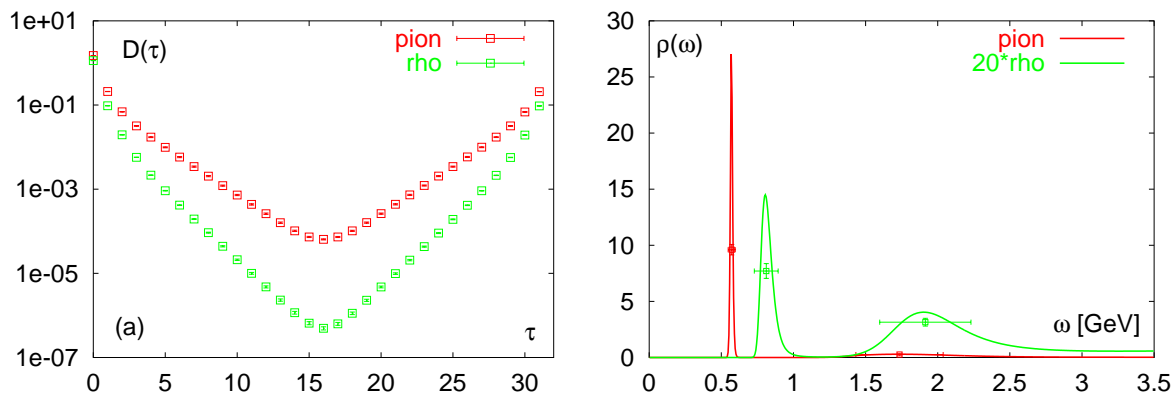 1e+01
1e-01
1e-03
1e-05
1e-07
D(τ)
pion
rho
(a)
τ
0 5 10 15 20 25 30
30
25
20
15
10
5
0
ρ(ω)
pion
20*rho
ω [GeV]
0 0.5 1 1.5 2 2.5 3 3.5